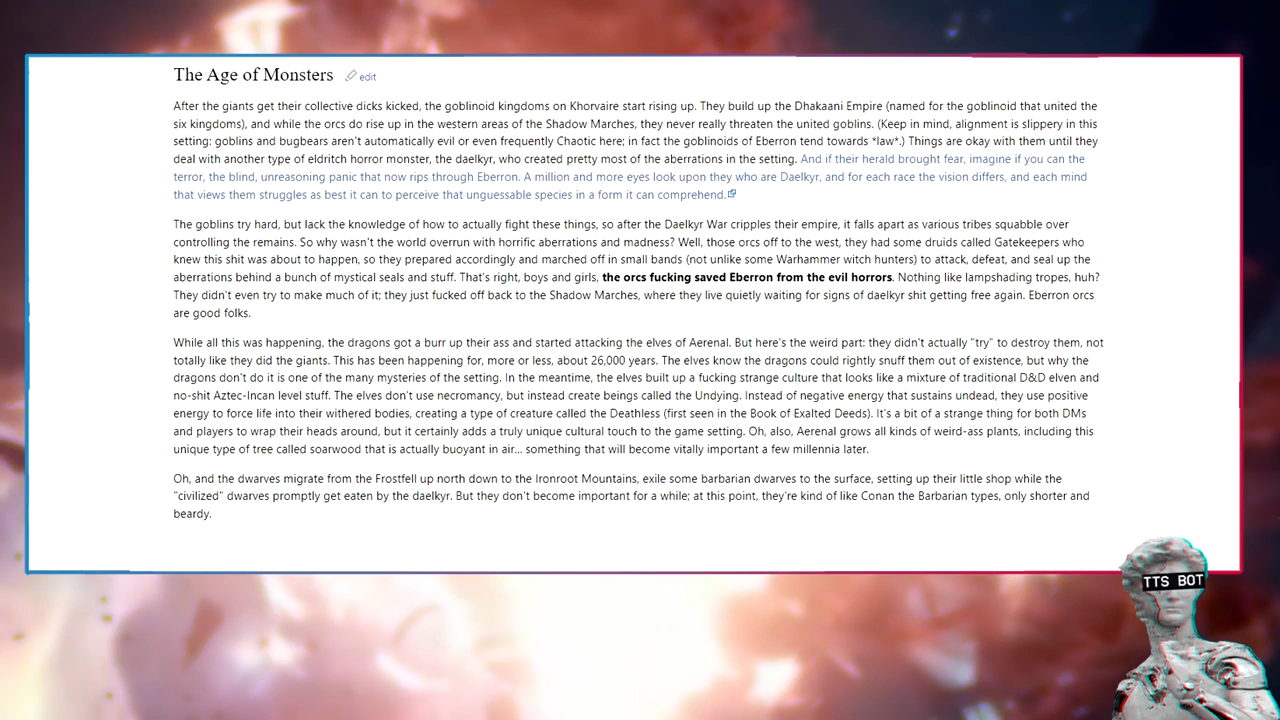 The Age of Monsters edit
After the giants get their collective dicks kicked, the goblinoid kingdoms on Khorvaire start rising up. They build up the Dhakaani Empire (named for the goblinoid that united the
six kingdoms), and while the orcs do rise up in the western areas of the Shadow Marches, they never really threaten the united goblins. (Keep in mind, alignment is slippery in this
setting: goblins and bugbears aren't automatically evil or even frequently Chaotic here; in fact the goblinoids of Eberron tend towards *law*.) Things are okay with them until they
deal with another type of eldritch horror monster, the daelkyr, who created pretty most of the aberrations in the setting. And if their herald brought fear, imagine if you can the
terror, the blind, unreasoning panic that now rips through Eberron. A million and more eyes look upon they who are Daelkyr, and for each race the vision differs, and each mind
that views them struggles as best it can to perceive that unguessable species in a form it can comprehend.
The goblins try hard, but lack the knowledge of how to actually fight these things, so after the Daelkyr War cripples their empire, it falls apart as various tribes squabble over
controlling the remains. So why wasn't the world overrun with horrific aberrations and madness? Well, those orcs off to the west, they had some druids called Gatekeepers who
knew this shit was about to happen, so they prepared accordingly and marched off in small bands (not unlike some Warhammer witch hunters) to attack, defeat, and seal up the
aberrations behind a bunch of mystical seals and stuff. That's right, boys and girls, the orcs fucking saved Eberron from the evil horrors. Nothing like lampshading tropes, huh?
They didn't even try to make much of it; they just fucked off back to the Shadow Marches, where they live quietly waiting for signs of daelkyr shit getting free again. Eberron orcs
are good folks.
While all this was happening, the dragons got a burr up their ass and started attacking the elves of Aerenal. But here's the weird part: they didn't actually "try" to destroy them, not
totally like they did the giants. This has been happening for, more or less, about 26,000 years. The elves know the dragons could rightly snuff them out of existence, but why the
dragons don't do it is one of the many mysteries of the setting. In the meantime, the elves built up a fucking strange culture that looks like a mixture of traditional D&D elven and
no-shit Aztec-Incan level stuff. The elves don't use necromancy, but instead create beings called the Undying. Instead of negative energy that sustains undead, they use positive
energy to force life into their withered bodies, creating a type of creature called the Deathless (first seen in the Book of Exalted Deeds). It's a bit of a strange thing for both DMs
and players to wrap their heads around, but it certainly adds a truly unique cultural touch to the game setting. Oh, also, Aerenal grows all kinds of weird-ass plants, including this
unique type of tree called soarwood that is actually buoyant in air... something that will become vitally important a few millennia later.
Oh, and the dwarves migrate from the Frostfell up north down to the Ironroot Mountains, exile some barbarian dwarves to the surface, setting up their little shop while the
"civilized" dwarves promptly get eaten by the daelkyr. But they don't become important for a while; at this point, they're kind of like Conan the Barbarian types, only shorter and
beardy.
TTS BOT